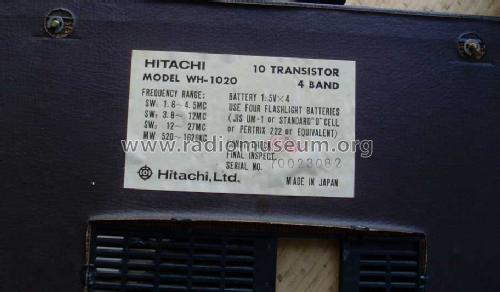 HITACHI 10 TRANSISTOR
MODEL WH-1020 4 BAND
FREQUENCY RANGE: BATTERY 1.5V×4
SW₁ 1.6~4.5MC USE FOUR FLASHLIGHT BATTERIES
SW₂ 3.8~12MC (JIS UM-1 or STANDARD"D"CELL
SW₃ 12~27MC or PERTRIX 222 or EQUIVALENT)
MW 520~1620KC
© www.radiomuseum.org
FINAL INSPECT.
SERIAL NO. 70023082
Hitachi, Ltd. MADE IN JAPAN